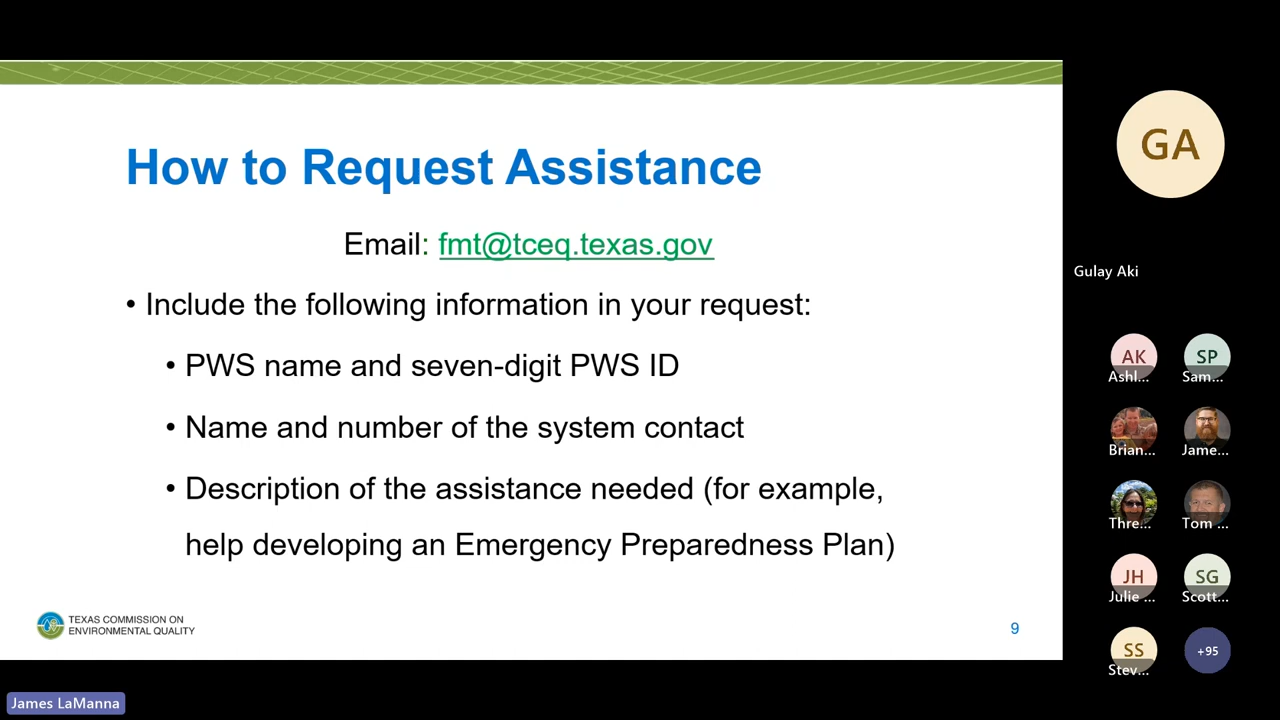 How to Request Assistance
Email: fmt@tceq.texas.gov
• Include the following information in your request:
• PWS name and seven-digit PWS ID
• Name and number of the system contact
• Description of the assistance needed (for example,
help developing an Emergency Preparedness Plan)
TEXAS COMMISSION ON
ENVIRONMENTAL QUALITY
9
GA
Gulay Aki
AK
Ashl...
SP
Sam...
Brian...
Jame...
Thre...
Tom ...
JH
Julie ...
SG
Scott...
SS
Stev...
+95
James LaManna